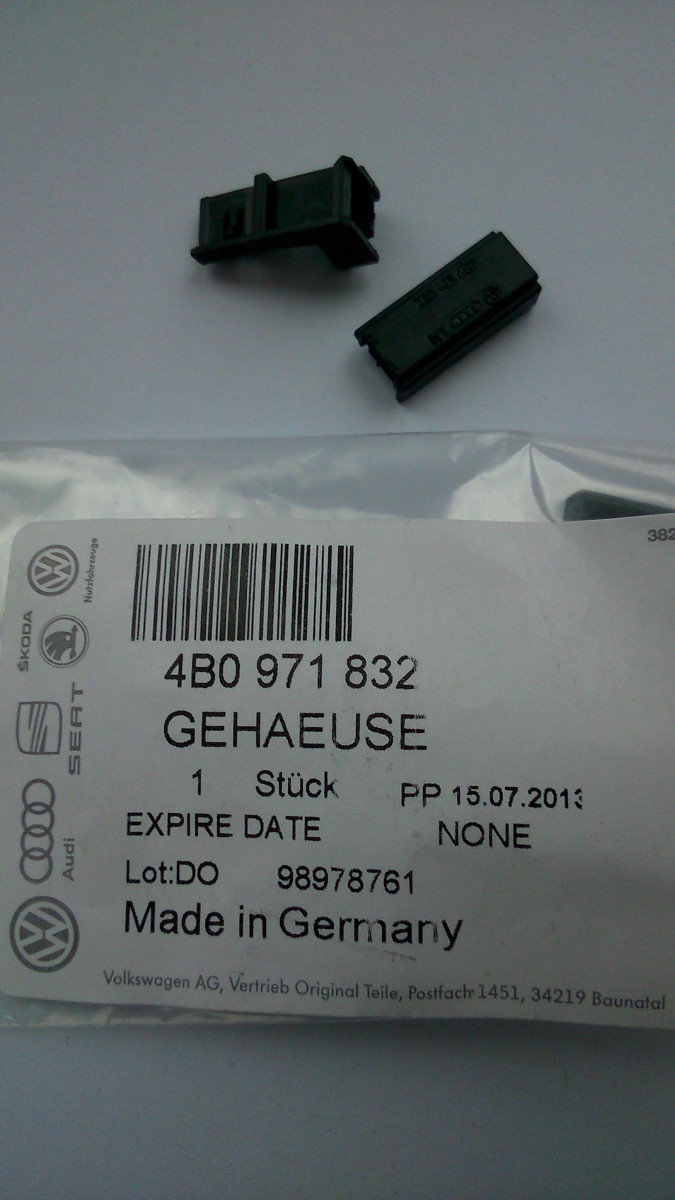 382
Nutzfahrzeuge
ŠKODA
SEAT
Audi
4B0 971 832
GEHAEUSE
1 Stück PP 15.07.2013
EXPIRE DATE NONE
Lot:DO 98978761
Made in Germany
Volkswagen AG, Vertrieb Original Teile, Postfach 1451, 34219 Baunatal